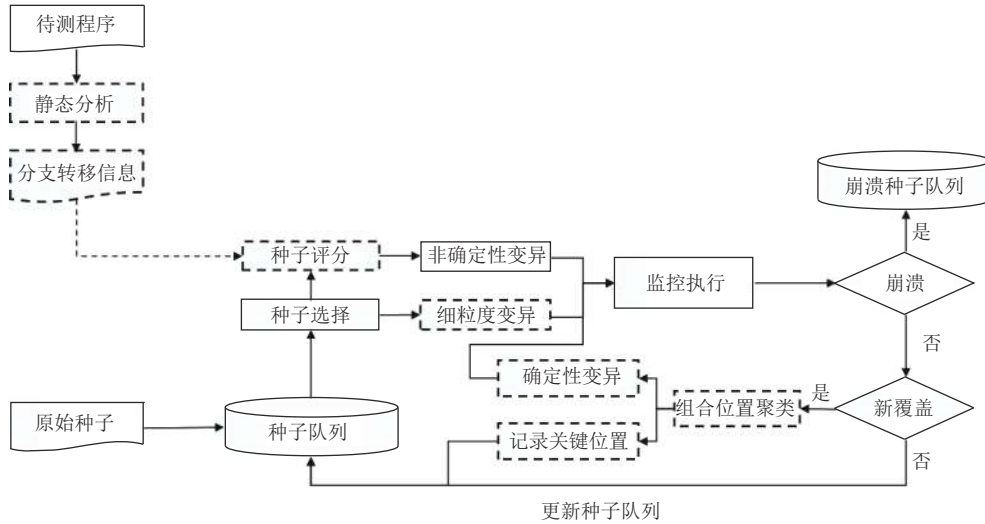 待测程序
静态分析
分支转移信息
崩溃种子队列
是
种子评分
非确定性变异
监控执行
崩溃
种子选择
细粒度变异
否
确定性变异
是
组合位置聚类
新覆盖
原始种子
种子队列
记录关键位置
否
更新种子队列